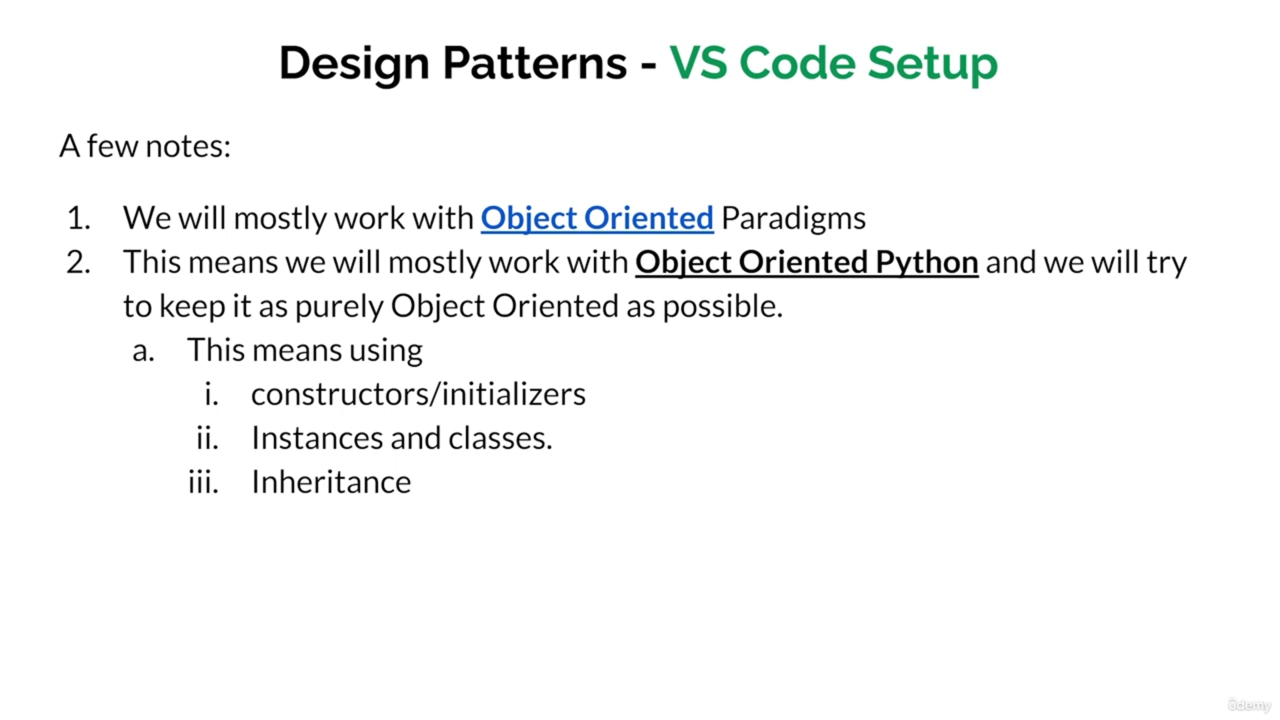 Design Patterns - VS Code Setup
A few notes:
1. We will mostly work with Object Oriented Paradigms
2. This means we will mostly work with Object Oriented Python and we will try
to keep it as purely Object Oriented as possible.
a. This means using
i. constructors/initializers
ii. Instances and classes.
iii. Inheritance
ûdemy